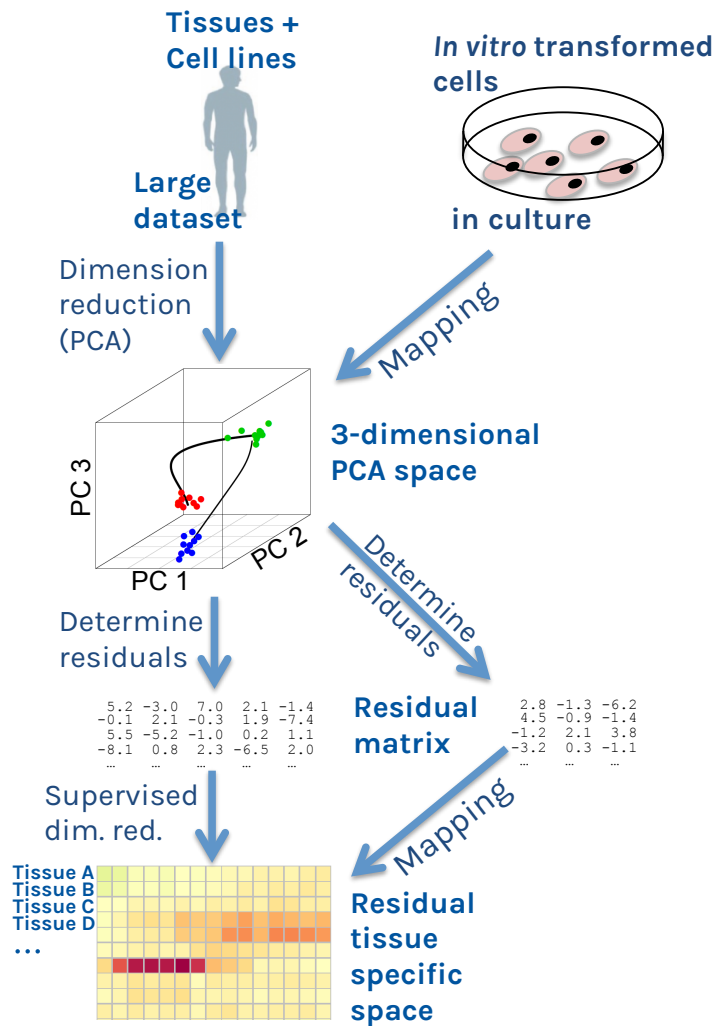 Tissues +
Cell lines
In vitro transformed
cells
Large
dataset
in culture
Dimension
reduction
(PCA)
Mapping
3-dimensional
PCA space
PC 3
PC 2
PC 1
Determine
residuals
Determine
residuals
5.2 −3.0 7.0 2.1 −1.4
−0.1 2.1 −0.3 1.9 −7.4
5.5 −5.2 −1.0 0.2 1.1
−8.1 0.8 2.3 −6.5 2.0
… … … … …
Residual
matrix
2.8 −1.3 −6.2
4.5 −0.9 −1.4
−1.2 2.1 3.8
−3.2 0.3 −1.1
… … …
Supervised
dim. red.
Mapping
Tissue A
Tissue B
Tissue C
Tissue D
...
Residual
tissue
specific
space